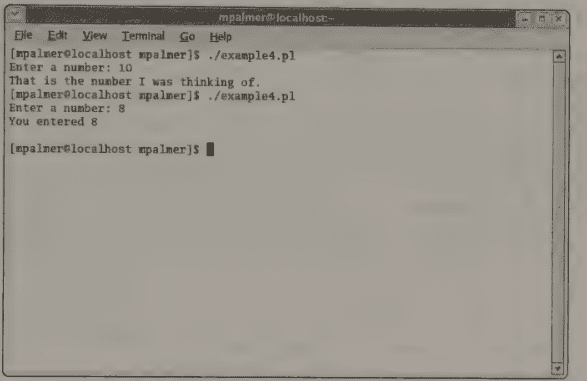 mpalmer@localhost:~
File Edit View Terminal Go Help
[mpalmer@localhost mpalmer]$ ./example4.pl
Enter a number: 10
That is the number I was thinking of.
[mpalmer@localhost mpalmer]$ ./example4.pl
Enter a number: 8
You entered 8
[mpalmer@localhost mpalmer]$